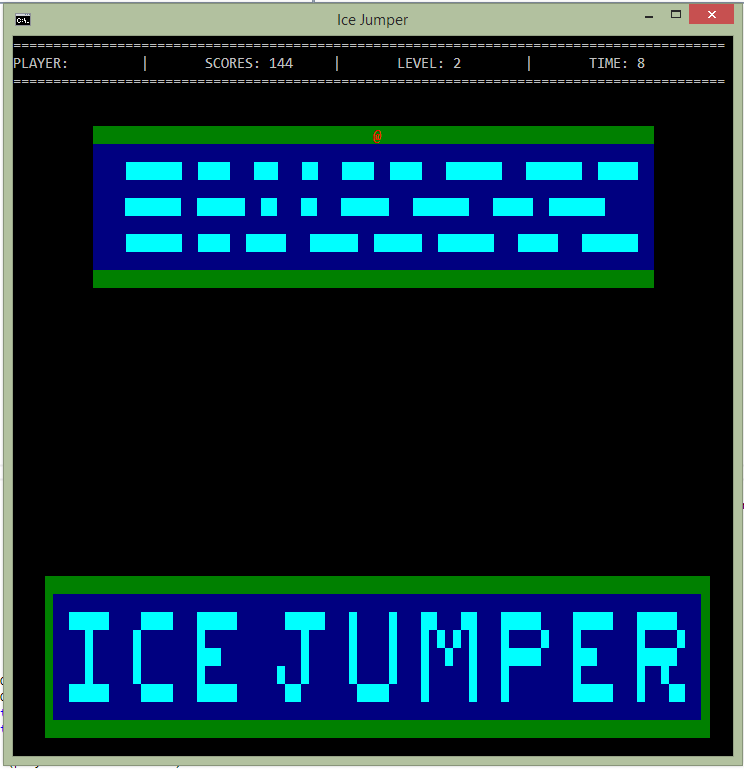 Ice Jumper
PLAYER: | SCORES: 144 | LEVEL: 2 | TIME: 8
@
ICE JUMPER